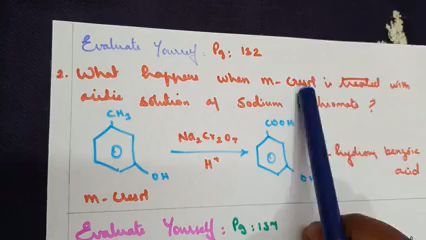 Evaluate Yourself. Pg: 132
2. What happens when m-Cresol is treated with
acidic solution of Sodium chromate ?
CH3
COOH
Na2Cr2O7
H+
OH
OH
hydroxy benzoic
acid
m-Cresol
Evaluate Yourself: Pg: 134